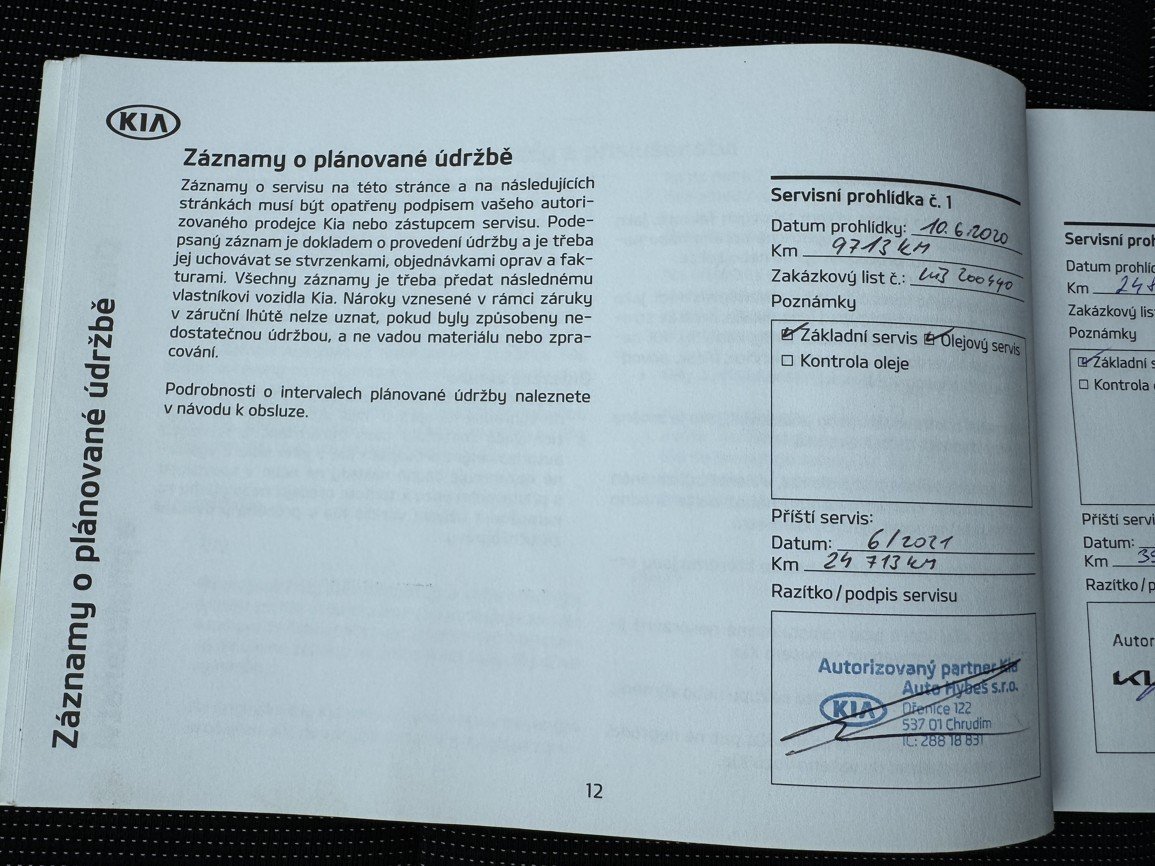 KIA
Záznamy o plánované údržbě
Záznamy o plánované údržbě
Záznamy o servisu na této stránce a na následujících
stránkách musí být opatřeny podpisem vašeho autori-
zovaného prodejce Kia nebo zástupcem servisu. Pode-
psaný záznam je dokladem o provedení údržby a je třeba
jej uchovávat se stvrzenkami, objednávkami oprav a fak-
turami. Všechny záznamy je třeba předat následnému
vlastníkovi vozidla Kia. Nároky vznesené v rámci záruky
v záruční lhůtě nelze uznat, pokud byly způsobeny ne-
dostatečnou údržbou, a ne vadou materiálu nebo zpra-
cování.
Podrobnosti o intervalech plánované údržby naleznete
v návodu k obsluze.
12
Servisní prohlídka č. 1
Datum prohlídky: 10.6.2020
Km 9713 KM
Zakázkový list č.: 200440
Poznámky
Základní servis Olejový servis
Kontrola oleje
Příští servis:
Datum: 6/2021
Km 24 713 KM
Razítko/podpis servisu
Autorizovaný partner Kia
Auto Hybeš s.r.o.
KIA
Dřenice 122
537 01 Chrudim
IČ: 288 18 831
Servisní proh
Datum prohlíd
Km 248
Zakázkový lis
Poznámky
Základní s
Kontrola
Příští servi
Datum:
Km 39
Razítko/p
Autor